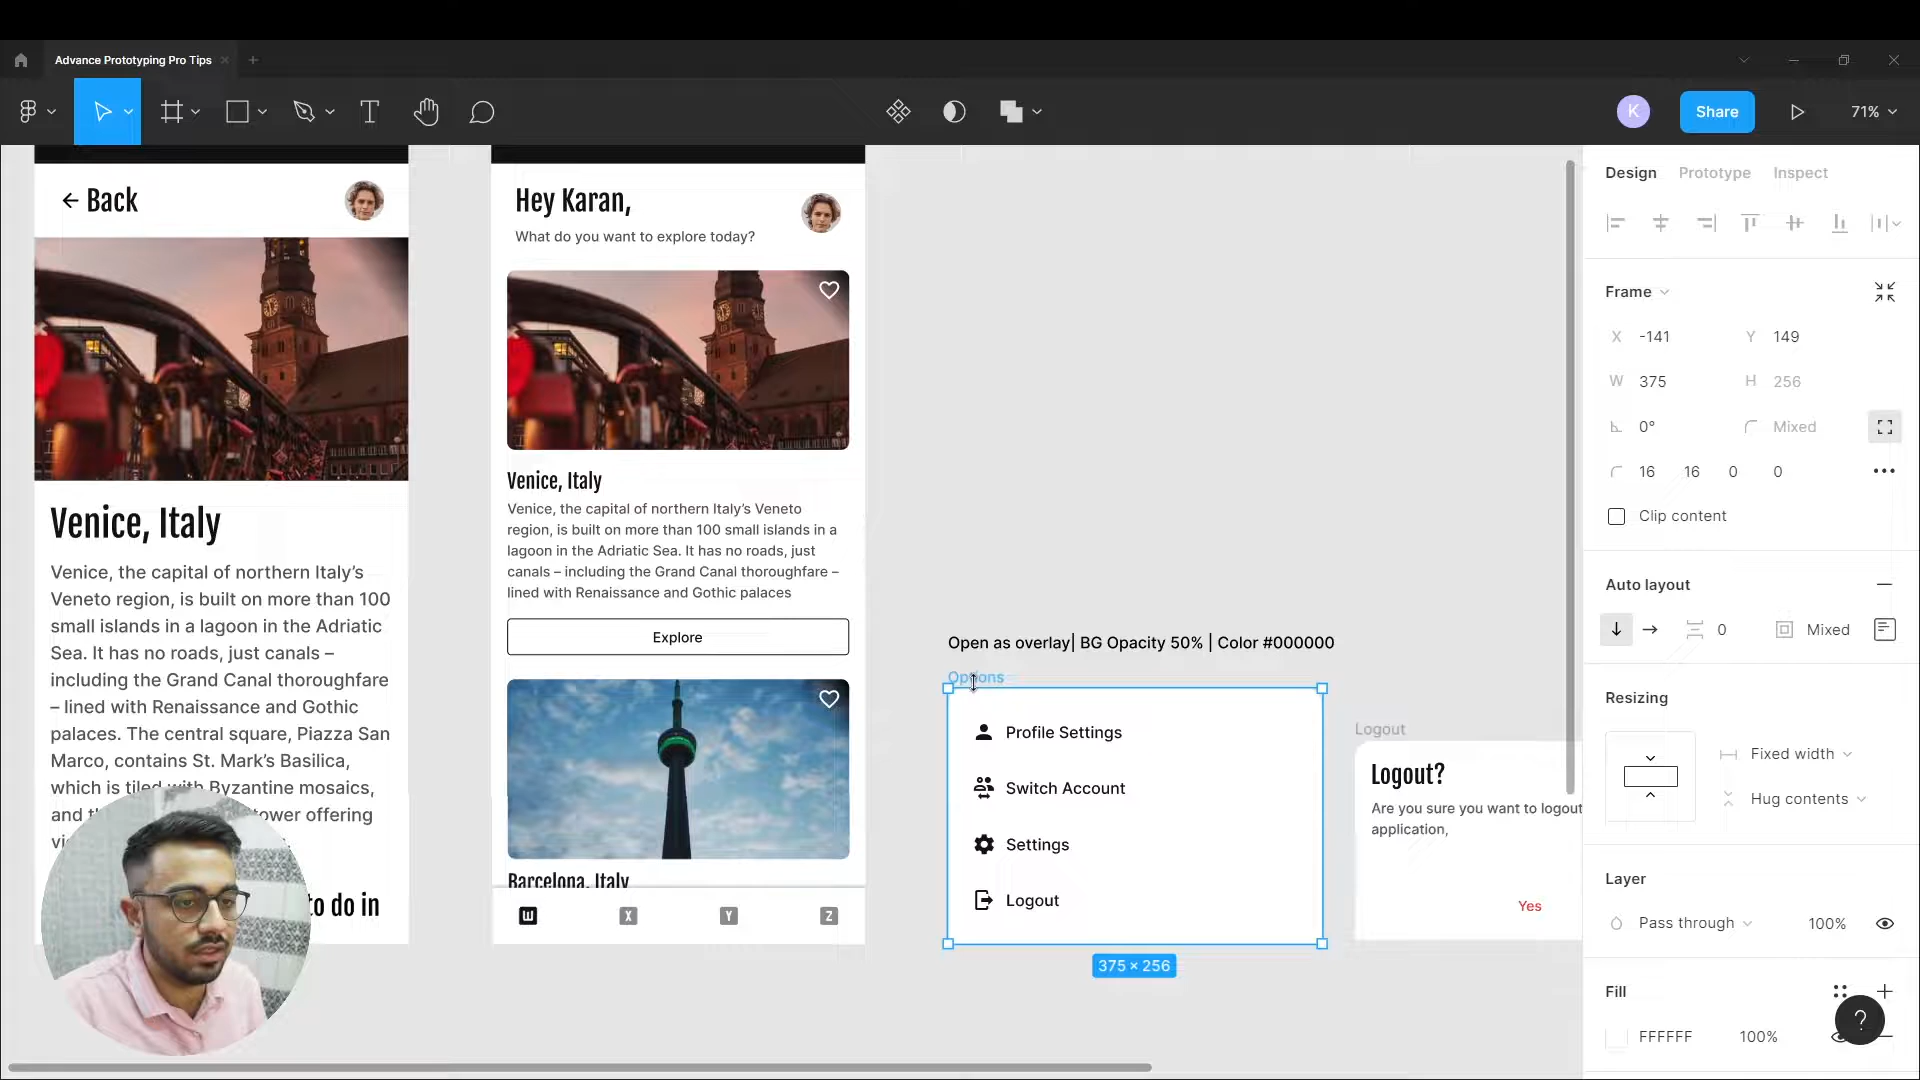 Advance Prototyping Pro Tips
K
Share
71%
Back
Venice, Italy
Venice, the capital of northern Italy's
Veneto region, is built on more than 100
small islands in a lagoon in the Adriatic
Sea. It has no roads, just canals –
including the Grand Canal thoroughfare
– lined with Renaissance and Gothic
palaces. The central square, Piazza San
Marco, contains St. Mark's Basilica,
which is tiled with Byzantine mosaics,
and
tower offering
to do in
Hey Karan,
What do you want to explore today?
Venice, Italy
Venice, the capital of northern Italy's Veneto
region, is built on more than 100 small islands in a
lagoon in the Adriatic Sea. It has no roads, just
canals – including the Grand Canal thoroughfare –
lined with Renaissance and Gothic palaces
Explore
Barcelona, Italy
W
X
Y
Z
Open as overlay| BG Opacity 50% | Color #000000
Options
Profile Settings
Switch Account
Settings
Logout
375 × 256
Logout
Logout?
Are you sure you want to logout
application,
Yes
Design
Prototype
Inspect
Frame
X -141
Y 149
W 375
H 256
0°
Mixed
16 16 0 0
Clip content
Auto layout
0
Mixed
Resizing
Fixed width
Hug contents
Layer
Pass through
100%
Fill
FFFFFF
100%
?